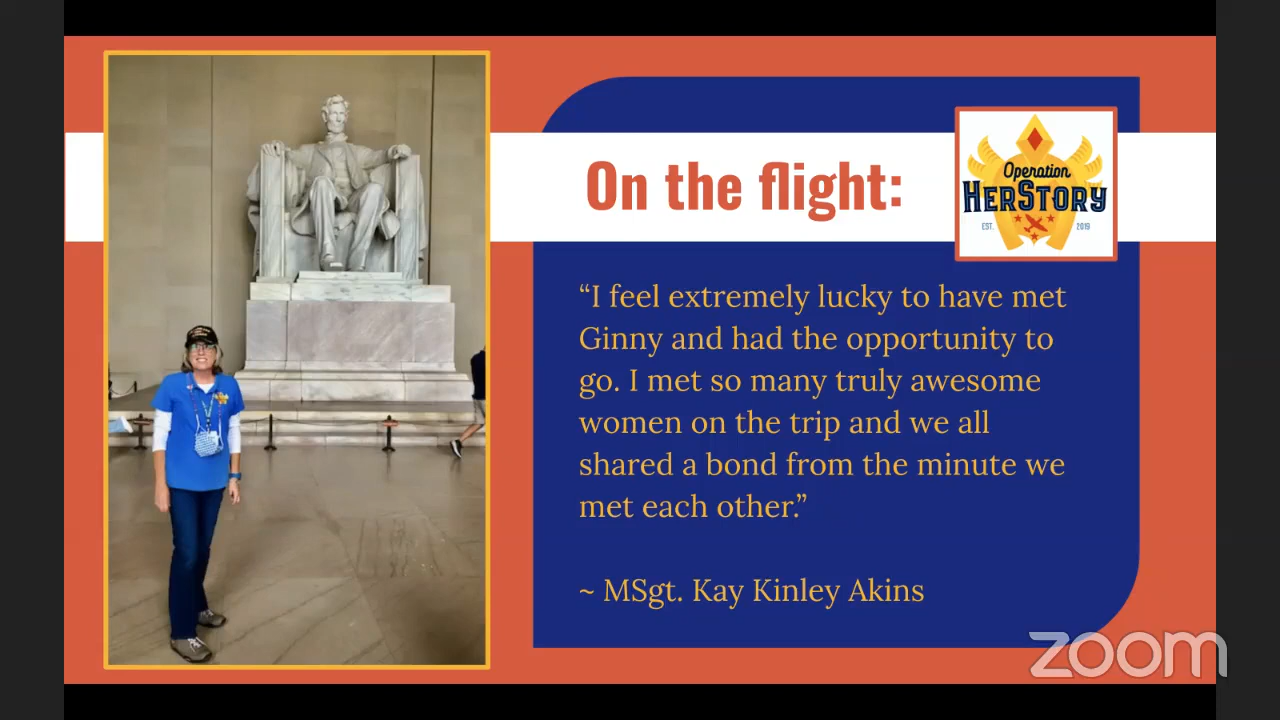 On the flight:
Operation
HERSTORY
EST. 2019
“I feel extremely lucky to have met
Ginny and had the opportunity to
go. I met so many truly awesome
women on the trip and we all
shared a bond from the minute we
met each other.”
~ MSgt. Kay Kinley Akins
zoom